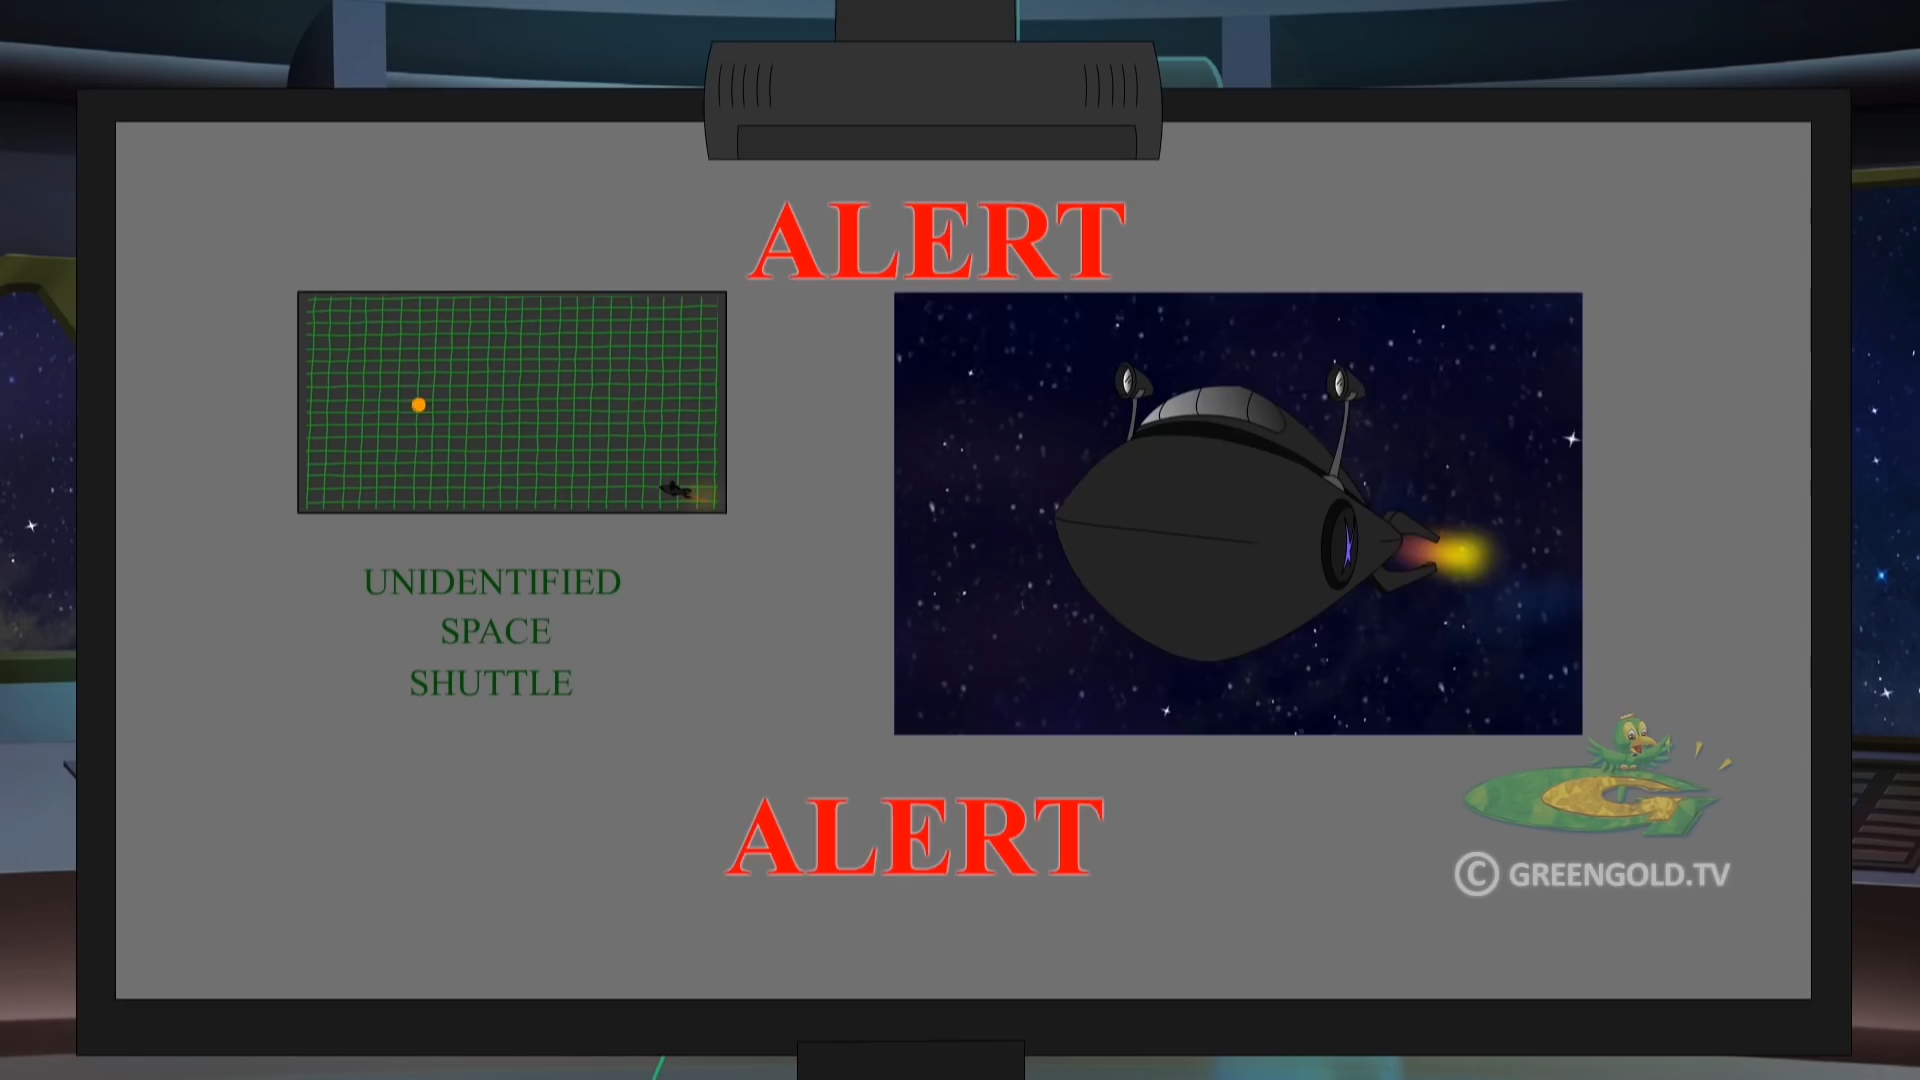 ALERT
UNIDENTIFIED
SPACE
SHUTTLE
ALERT
© GREENGOLD.TV